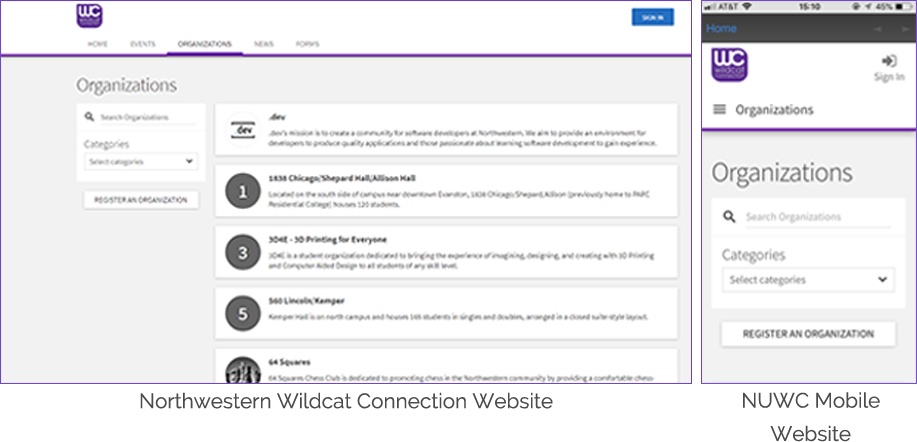 WC
wildcat
connection
SIGN IN
HOME EVENTS ORGANIZATIONS NEWS FORMS
Organizations
Search Organizations
Categories
Select categories
REGISTER AN ORGANIZATION
.dev
.dev
.dev's mission is to create a community for software developers at Northwestern. We aim to provide an environment for
developers to produce quality applications and those passionate about learning software development to gain experience.
1
1838 Chicago/Shepard Hall/Allison Hall
Located on the south side of campus near downtown Evanston, 1838 Chicago/Shepard/Allison (previously home to PARC
Residential College) houses 120 students.
3
3D4E - 3D Printing for Everyone
3D4E is a student organization dedicated to bringing the experience of imagining, designing, and creating with 3D Printing
and Computer Aided Design to all students of any skill level.
5
560 Lincoln/Kemper
Kemper Hall is on north campus and houses 165 students in singles and doubles, arranged in a closed suite-style layout.
64 Squares
64 Squares Chess Club is dedicated to promoting chess in the Northwestern community by providing a comfortable chess-
Northwestern Wildcat Connection Website
AT&T 15:10 45%
Home
WC
wildcat
connection
Sign In
Organizations
Organizations
Search Organizations
Categories
Select categories
REGISTER AN ORGANIZATION
NUWC Mobile
Website